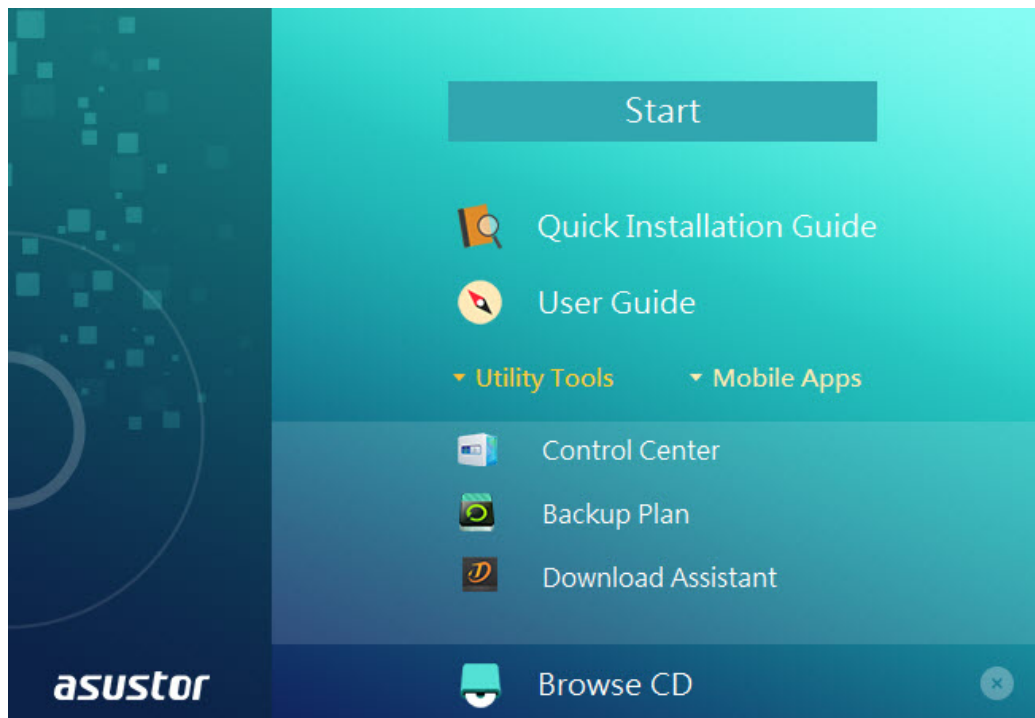 Start
Quick Installation Guide
User Guide
Utility Tools
Mobile Apps
Control Center
Backup Plan
Download Assistant
asustor
Browse CD